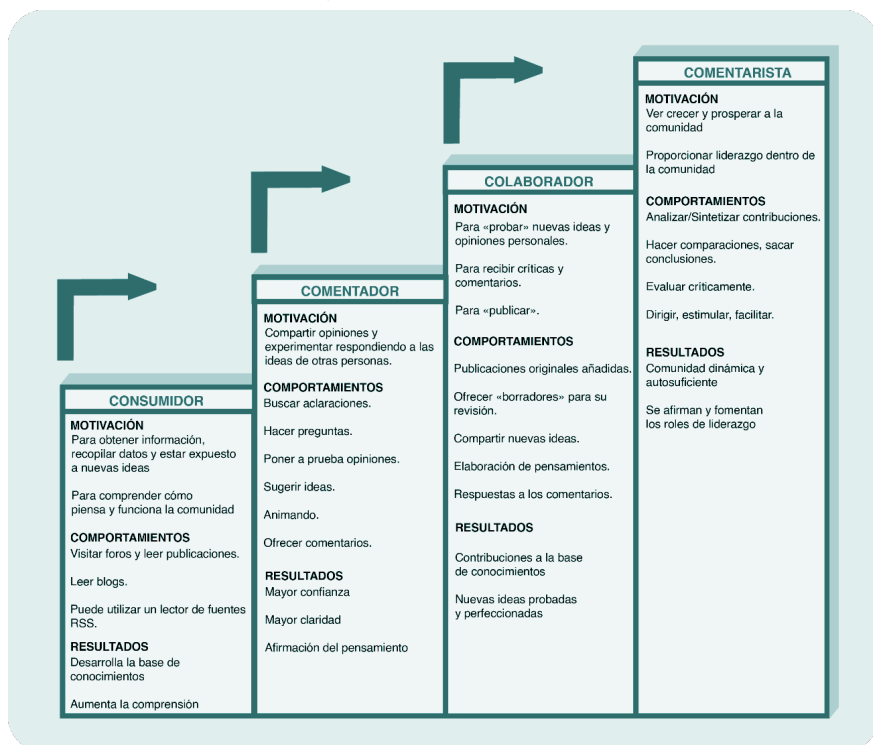 CONSUMIDOR
MOTIVACIÓN
Para obtener información,
recopilar datos y estar expuesto
a nuevas ideas
Para comprender cómo
piensa y funciona la comunidad
COMPORTAMIENTOS
Visitar foros y leer publicaciones.
Leer blogs.
Puede utilizar un lector de fuentes
RSS.
RESULTADOS
Desarrolla la base de
conocimientos
Aumenta la comprensión
COMENTADOR
MOTIVACIÓN
Compartir opiniones y
experimentar respondiendo a las
ideas de otras personas.
COMPORTAMIENTOS
Buscar aclaraciones.
Hacer preguntas.
Poner a prueba opiniones.
Sugerir ideas.
Animando.
Ofrecer comentarios.
RESULTADOS
Mayor confianza
Mayor claridad
Afirmación del pensamiento
COLABORADOR
MOTIVACIÓN
Para «probar» nuevas ideas y
opiniones personales.
Para recibir críticas y
comentarios.
Para «publicar».
COMPORTAMIENTOS
Publicaciones originales añadidas.
Ofrecer «borradores» para su
revisión.
Compartir nuevas ideas.
Elaboración de pensamientos.
Respuestas a los comentarios.
RESULTADOS
Contribuciones a la base
de conocimientos
Nuevas ideas probadas
y perfeccionadas
COMENTARISTA
MOTIVACIÓN
Ver crecer y prosperar a la
comunidad
Proporcionar liderazgo dentro de
la comunidad
COMPORTAMIENTOS
Analizar/Sintetizar contribuciones.
Hacer comparaciones, sacar
conclusiones.
Evaluar críticamente.
Dirigir, estimular, facilitar.
RESULTADOS
Comunidad dinámica y
autosuficiente
Se afirman y fomentan
los roles de liderazgo